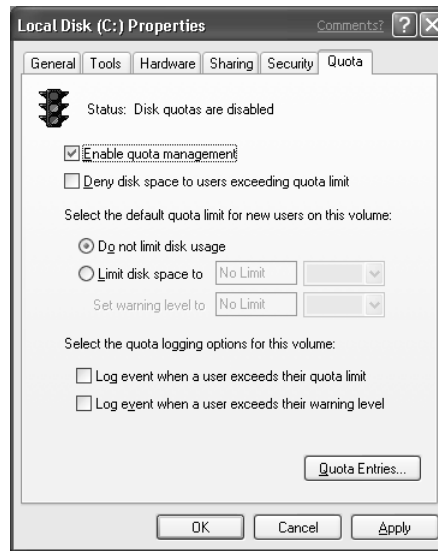 Local Disk (C:) Properties Comments?
General Tools Hardware Sharing Security Quota
Status: Disk quotas are disabled
Enable quota management
Deny disk space to users exceeding quota limit
Select the default quota limit for new users on this volume:
Do not limit disk usage
Limit disk space to No Limit
Set warning level to No Limit
Select the quota logging options for this volume:
Log event when a user exceeds their quota limit
Log event when a user exceeds their warning level
Quota Entries...
OK Cancel Apply